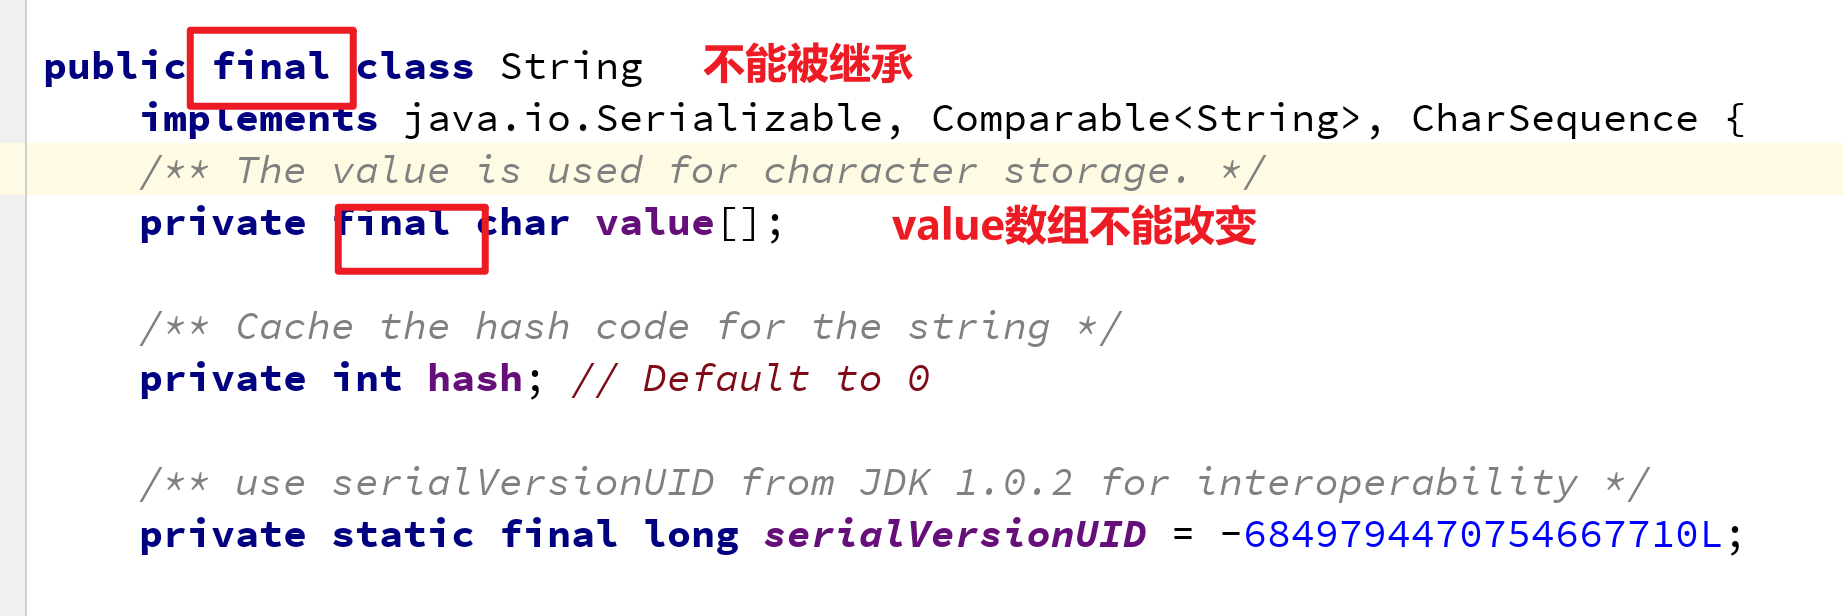 public final class String 不能被继承
implements java.io.Serializable, Comparable<String>, CharSequence {
/** The value is used for character storage. */
private final char value[]; value数组不能改变
/** Cache the hash code for the string */
private int hash; // Default to 0
/** use serialVersionUID from JDK 1.0.2 for interoperability */
private static final long serialVersionUID = -6849794470754667710L;